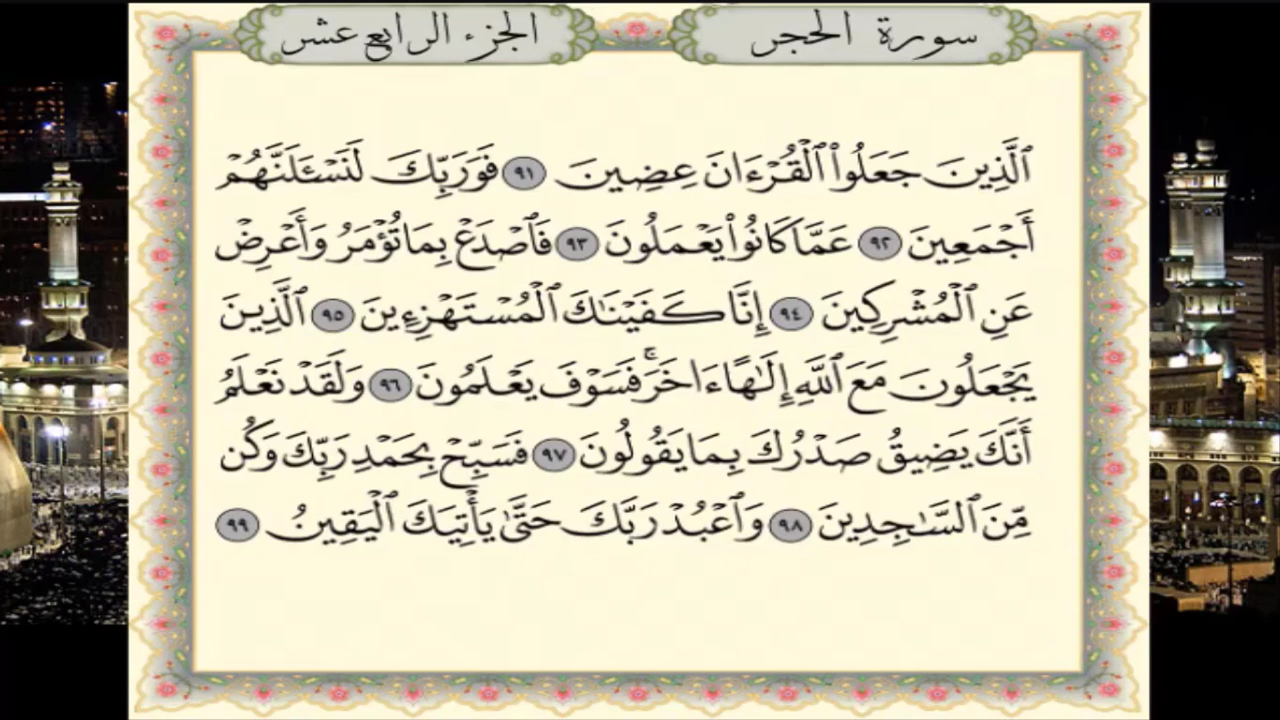 سورة الحجر
الجزء الرابع عشر
ٱلَّذِينَ جَعَلُوا۟ ٱلْقُرْءَانَ عِضِينَ ٩١ فَوَرَبِّكَ لَنَسْـَٔلَنَّهُمْ
أَجْمَعِينَ ٩٢ عَمَّا كَانُوا۟ يَعْمَلُونَ ٩٣ فَٱصْدَعْ بِمَا تُؤْمَرُ وَأَعْرِضْ
عَنِ ٱلْمُشْرِكِينَ ٩٤ إِنَّا كَفَيْنَـٰكَ ٱلْمُسْتَهْزِءِينَ ٩٥ ٱلَّذِينَ
يَجْعَلُونَ مَعَ ٱللَّهِ إِلَـٰهًا ءَاخَرَ ۚ فَسَوْفَ يَعْلَمُونَ ٩٦ وَلَقَدْ نَعْلَمُ
أَنَّكَ يَضِيقُ صَدْرُكَ بِمَا يَقُولُونَ ٩٧ فَسَبِّحْ بِحَمْدِ رَبِّكَ وَكُن
مِّنَ ٱلسَّـٰجِدِينَ ٩٨ وَٱعْبُدْ رَبَّكَ حَتَّىٰ يَأْتِيَكَ ٱلْيَقِينُ ٩٩